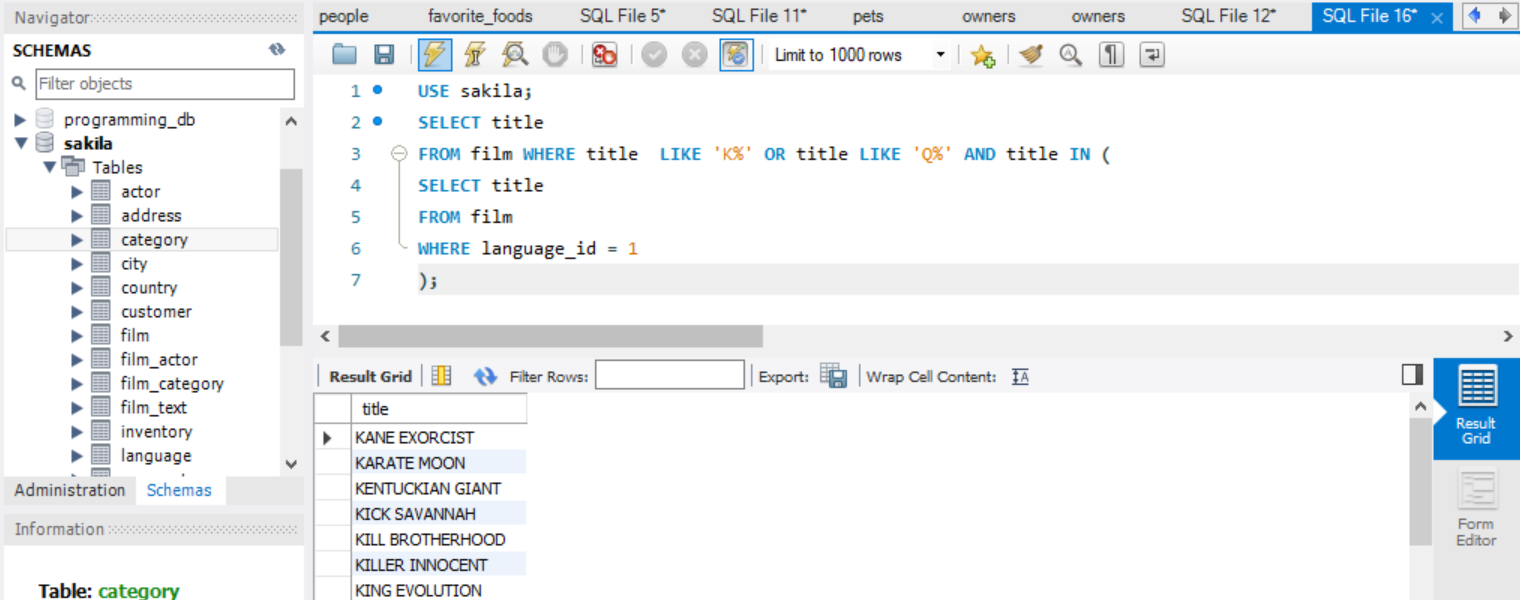 Navigator
people favorite_foods SQL File 5* SQL File 11* pets owners owners SQL File 12* SQL File 16*
SCHEMAS
Filter objects
Limit to 1000 rows
programming_db
sakila
Tables
actor
address
category
city
country
customer
film
film_actor
film_category
film_text
inventory
language
Administration Schemas
Information
Table: category
1 USE sakila;
2 SELECT title
3 FROM film WHERE title  LIKE 'K%' OR title LIKE 'Q%' AND title IN (
4 SELECT title
5 FROM film
6 WHERE language_id = 1
7 );
Result Grid Filter Rows: Export: Wrap Cell Content:
title
KANE EXORCIST
KARATE MOON
KENTUCKIAN GIANT
KICK SAVANNAH
KILL BROTHERHOOD
KILLER INNOCENT
KING EVOLUTION
Result
Grid
Form
Editor